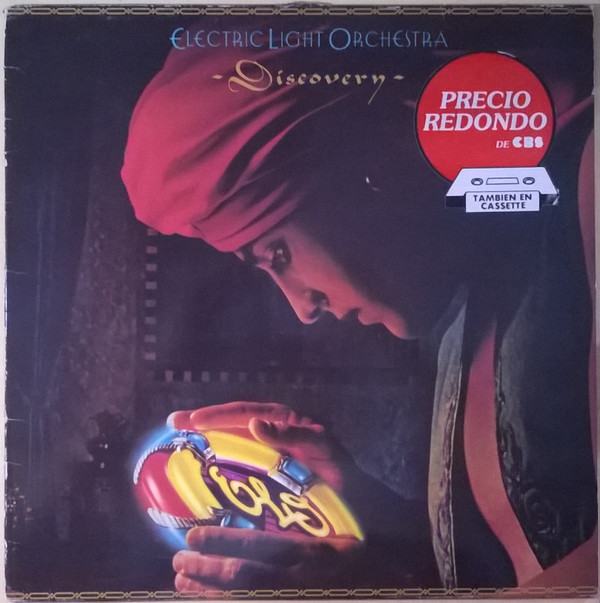 ELECTRIC LIGHT ORCHESTRA
-Discovery-
PRECIO
REDONDO
DE CBS
TAMBIEN EN
CASSETTE
ELO